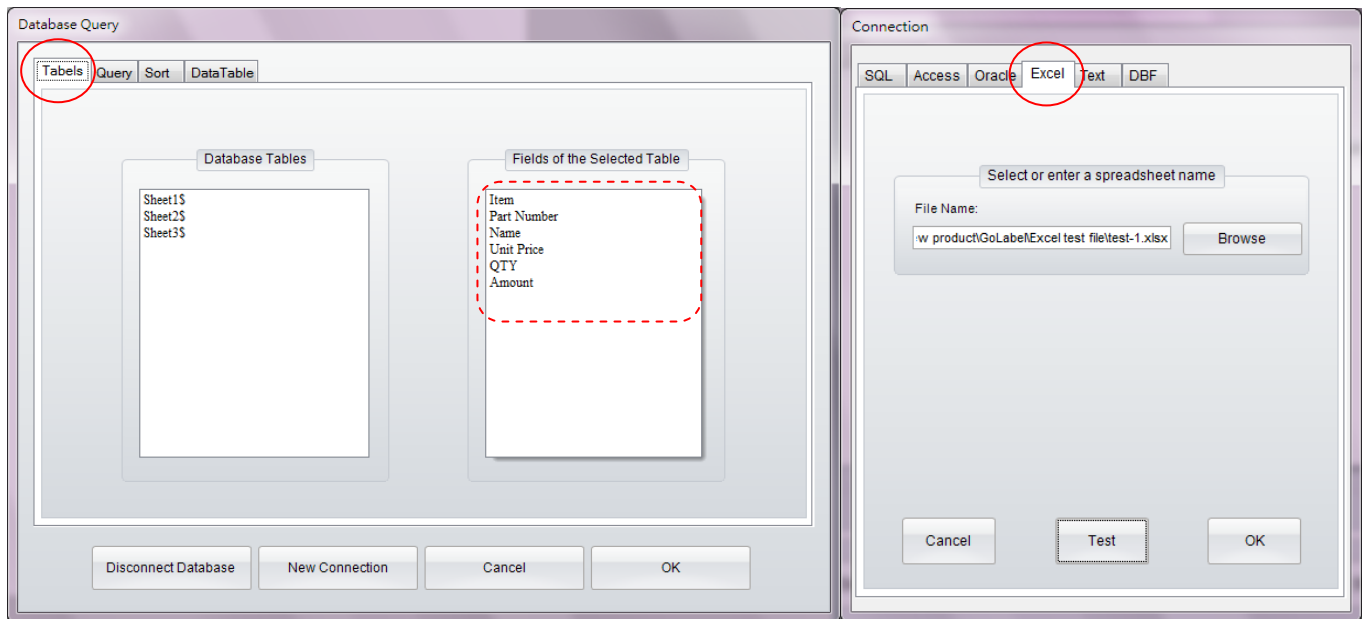 Database Query
Tabels Query Sort DataTable
Database Tables
Sheet1$
Sheet2$
Sheet3$
Fields of the Selected Table
Item
Part Number
Name
Unit Price
QTY
Amount
Disconnect Database New Connection Cancel OK
Connection
SQL Access Oracle Excel Text DBF
Select or enter a spreadsheet name
File Name:
product\GoLabel\Excel test file\test-1.xlsx Browse
Cancel Test OK